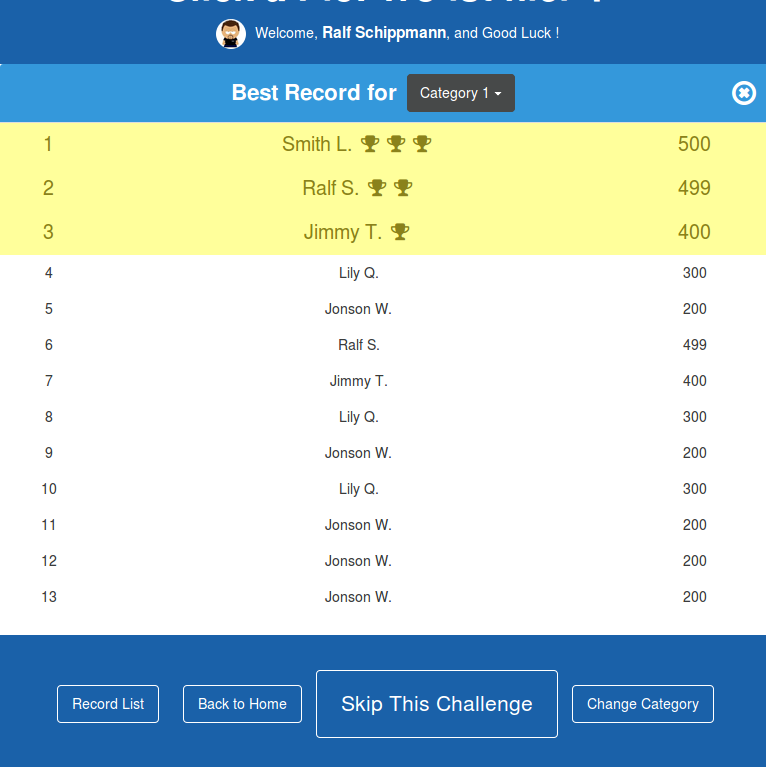 Welcome, Ralf Schippmann, and Good Luck !
Best Record for Category 1
1 Smith L. 500
2 Ralf S. 499
3 Jimmy T. 400
4 Lily Q. 300
5 Jonson W. 200
6 Ralf S. 499
7 Jimmy T. 400
8 Lily Q. 300
9 Jonson W. 200
10 Lily Q. 300
11 Jonson W. 200
12 Jonson W. 200
13 Jonson W. 200
Record List Back to Home Skip This Challenge Change Category